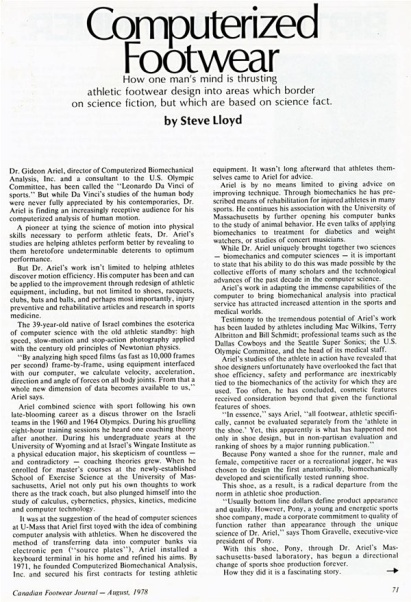 Computerized
Footwear
How one man's mind is thrusting
athletic footwear design into areas which border
on science fiction, but which are based on science fact.
by Steve Lloyd
Dr. Gideon Ariel, director of Computerized Biomechanical
Analysis, Inc. and a consultant to the U.S. Olympic
Committee, has been called the "Leonardo Da Vinci of
sports." But while Da Vinci's studies of the human body
were never fully appreciated by his contemporaries, Dr.
Ariel is finding an increasingly receptive audience for his
computerized analysis of human motion.
A pioneer at tying the science of motion into physical
skills necessary to perform athletic feats, Dr. Ariel's
studies are helping athletes perform better by revealing to
them heretofore undeterminable deterents to optimum
performance.
But Dr. Ariel's work isn't limited to helping athletes
discover motion efficiency. His computer has been and can
be applied to the improvement through redesign of athletic
equipment, including, but not limited to shoes, racquets,
clubs, bats and balls, and perhaps most importantly, injury
preventive and rehabilitative articles and research in sports
medicine.
The 39-year-old native of Israel combines the esoterica
of computer science with the old athletic standby: high
speed, slow-motion and stop-action photography applied
with the century old principles of Newtonian physics.
"By analyzing high speed films (as fast as 10,000 frames
per second) frame-by-frame, using equipment interfaced
with our computer, we calculate velocity, acceleration,
direction and angle of forces on all body joints. From that a
whole new dimension of data becomes available to us,"
Ariel says.
Ariel combined science with sport following his own
late-blooming career as a discus thrower on the Israeli
teams in the 1960 and 1964 Olympics. During his gruelling
eight-hour training sessions he heard one coaching theory
after another. During his undergraduate years at the
University of Wyoming and at Israel's Wingate Institute as
a physical education major, his skepticism of countless —
and contradictory — coaching theories grew. When he
enrolled for master's courses at the newly-established
School of Exercise Science at the University of Mas-
sachusetts, Ariel not only put his own thoughts to work
there as the track coach, but also plunged himself into the
study of calculus, cybernetics, physics, kinetics, medicine
and computer technology.
It was at the suggestion of the head of computer sciences
at U-Mass that Ariel first toyed with the idea of combining
computer analysis with athletics. When he discovered the
method of transferring data into computer banks via
electronic pen ("source plates"), Ariel installed a
keyboard terminal in his home and refined his aims. By
1971, he founded Computerized Biomechanical Analysis,
Inc. and secured his first contracts for testing athletic
equipment. It wasn't long afterward that athletes them-
selves came to Ariel for advice.
Ariel is by no means limited to giving advice on
improving technique. Through biomechanics he has pre-
scribed means of rehabilitation for injured athletes in many
sports. He continues his association with the University of
Massachusetts by further opening his computer banks
to the study of animal behavior. He even talks of applying
biomechanics to treatment for diabetics and weight
watchers, or studies of concert musicians.
While Dr. Ariel uniquely brought together two sciences
— biomechanics and computer sciences — it is important
to state that his ability to do this was made possible by the
collective efforts of many scholars and the technological
advances of the past decade in the computer science.
Ariel's work in adapting the immense capabilities of the
computer to bring biomechanical analysis into practical
service has attracted increased attention in the sports and
medical worlds.
Testimony to the tremendous potential of Ariel's work
has been lauded by athletes including Mac Wilkins, Terry
Albritton and Bill Schmidt; professional teams such as the
Dallas Cowboys and the Seattle Super Sonics; the U.S.
Olympic Committee, and the head of its medical staff.
Ariel's studies of the athlete in action have revealed that
shoe designers unfortunately have overlooked the fact that
shoe efficiency, safety and performance are inextricably
tied to the biomechanics of the activity for which they are
used. Too often, he has concluded, cosmetic features
received consideration beyond that given the functional
features of shoes.
"In essence," says Ariel, "all footwear, athletic specifi-
cally, cannot be evaluated separately from the 'athlete in
the shoe.' Yet, this apparently is what has happened not
only in shoe design, but in non-partisan evaluation and
ranking of shoes by a major running publication."
Because Pony wanted a shoe for the runner, male and
female, competitive racer or a recreational jogger, he was
chosen to design the first anatomically, biomechanically
developed and scientifically tested running shoe.
This shoe, as a result, is a radical departure from the
norm in athletic shoe production.
"Usually bottom line dollars define product appearance
and quality. However, Pony, a young and energetic sports
shoe company, made a corporate commitment to quality of
function rather than appearance through the unique
science of Dr. Ariel," says Thom Gravelle, executive-vice
president of Pony.
With this shoe, Pony, through Dr. Ariel's Mas-
sachusetts-based laboratory, has begun a directional
change of sports shoe production forever.
How they did it is a fascinating story.
Canadian Footwear Journal — August, 1978
71